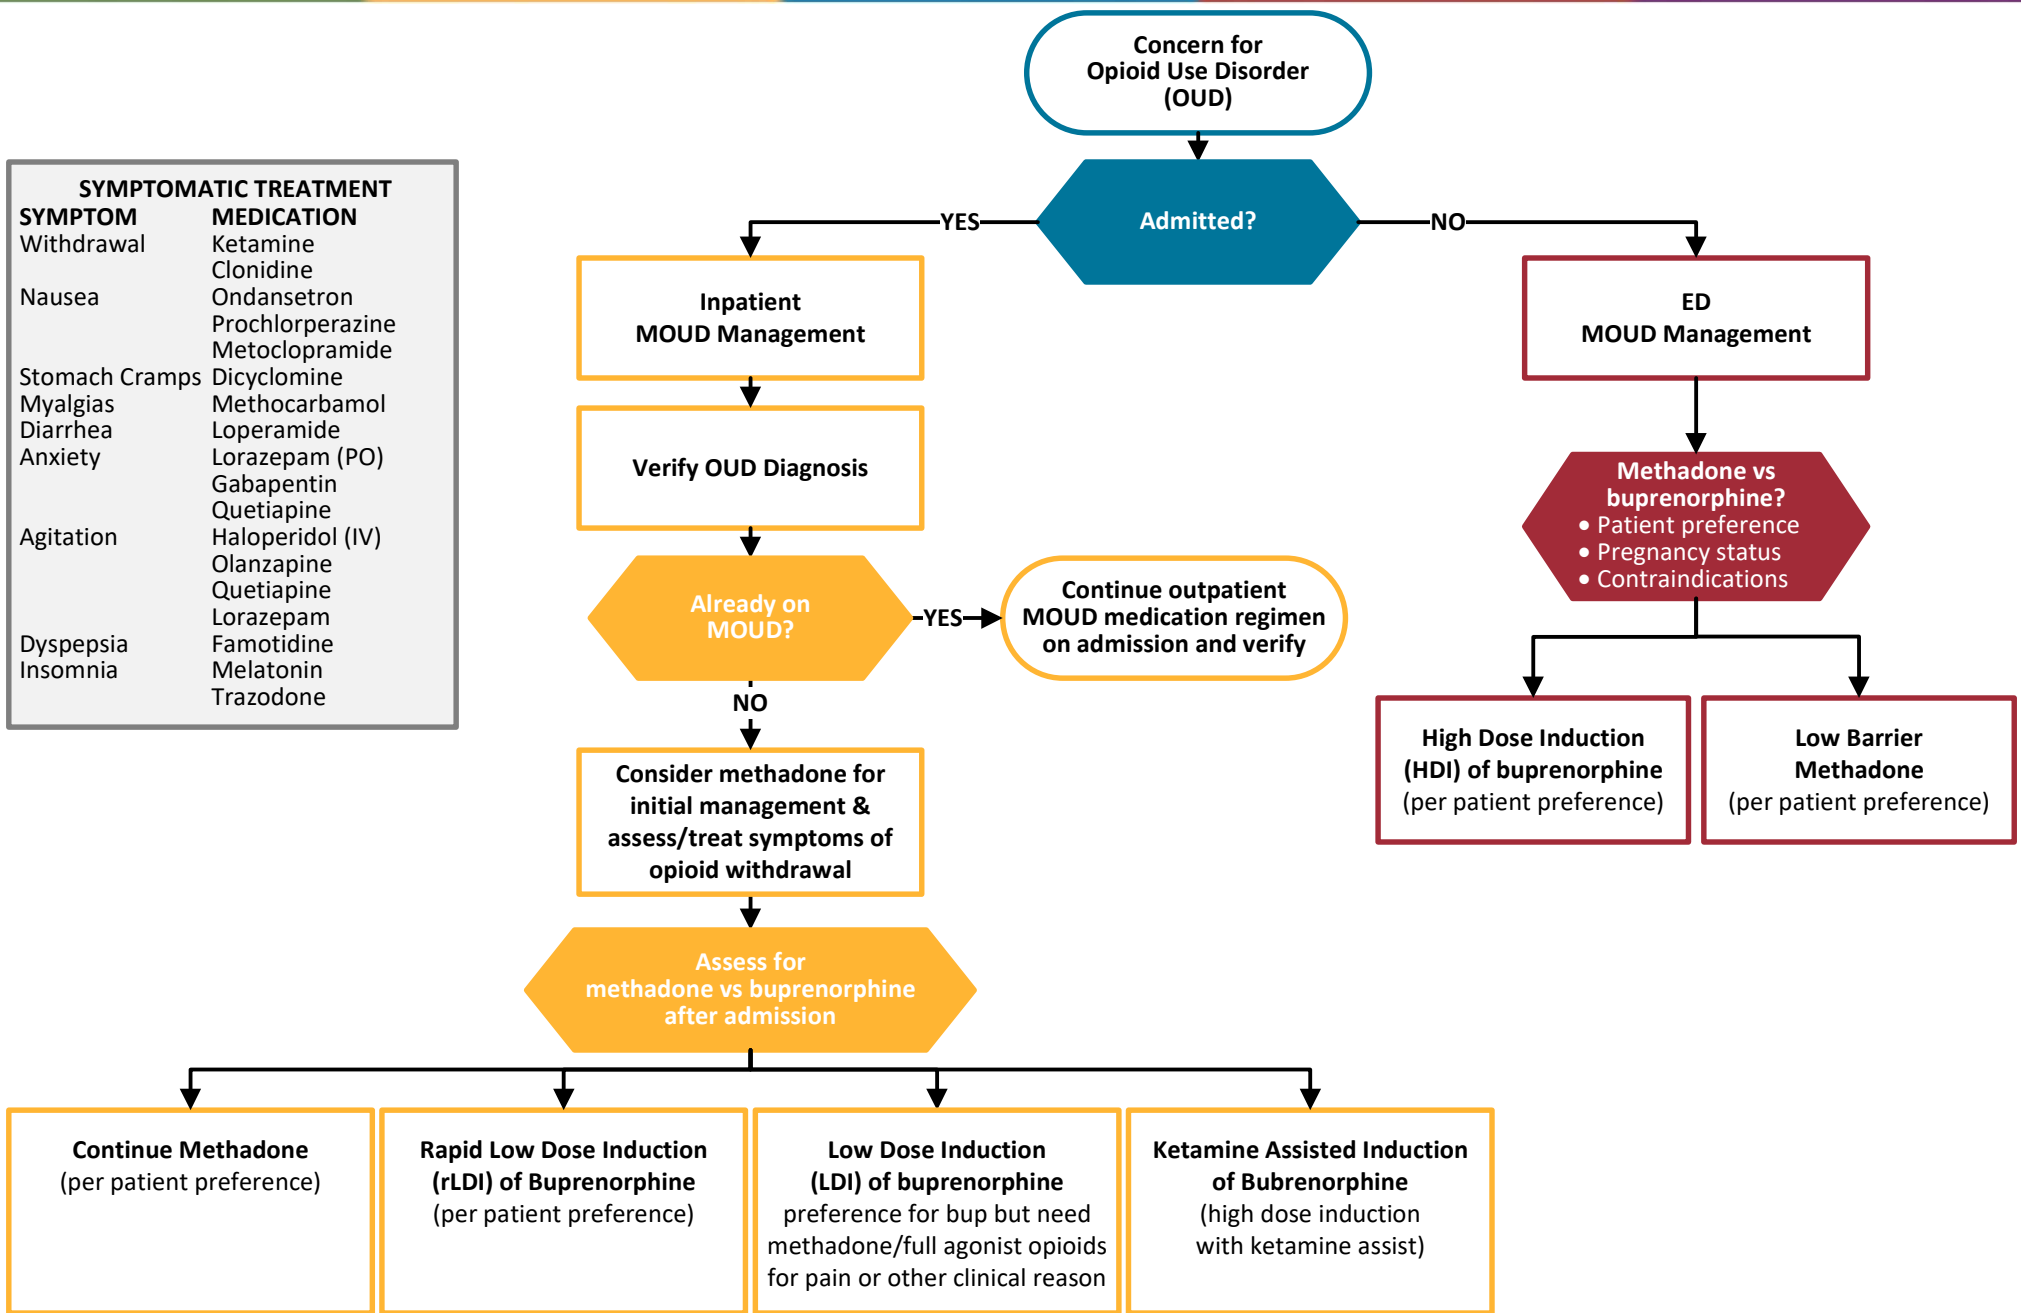 Concern for
Opioid Use Disorder
(OUD)
Admitted?
YES
NO
SYMPTOMATIC TREATMENT
SYMPTOM MEDICATION
Withdrawal Ketamine
Clonidine
Nausea Ondansetron
Prochlorperazine
Metoclopramide
Stomach Cramps Dicyclomine
Myalgias Methocarbamol
Diarrhea Loperamide
Anxiety Lorazepam (PO)
Gabapentin
Quetiapine
Agitation Haloperidol (IV)
Olanzapine
Quetiapine
Lorazepam
Dyspepsia Famotidine
Insomnia Melatonin
Trazodone
Inpatient
MOUD Management
Verify OUD Diagnosis
Already on
MOUD?
YES
Continue outpatient
MOUD medication regimen
on admission and verify
NO
Consider methadone for
initial management &
assess/treat symptoms of
opioid withdrawal
Assess for
methadone vs buprenorphine
after admission
Continue Methadone
(per patient preference)
Rapid Low Dose Induction
(rLDI) of Buprenorphine
(per patient preference)
Low Dose Induction
(LDI) of buprenorphine
preference for bup but need
methadone/full agonist opioids
for pain or other clinical reason
Ketamine Assisted Induction
of Bubrenorphine
(high dose induction
with ketamine assist)
ED
MOUD Management
Methadone vs
buprenorphine?
• Patient preference
• Pregnancy status
• Contraindications
High Dose Induction
(HDI) of buprenorphine
(per patient preference)
Low Barrier
Methadone
(per patient preference)